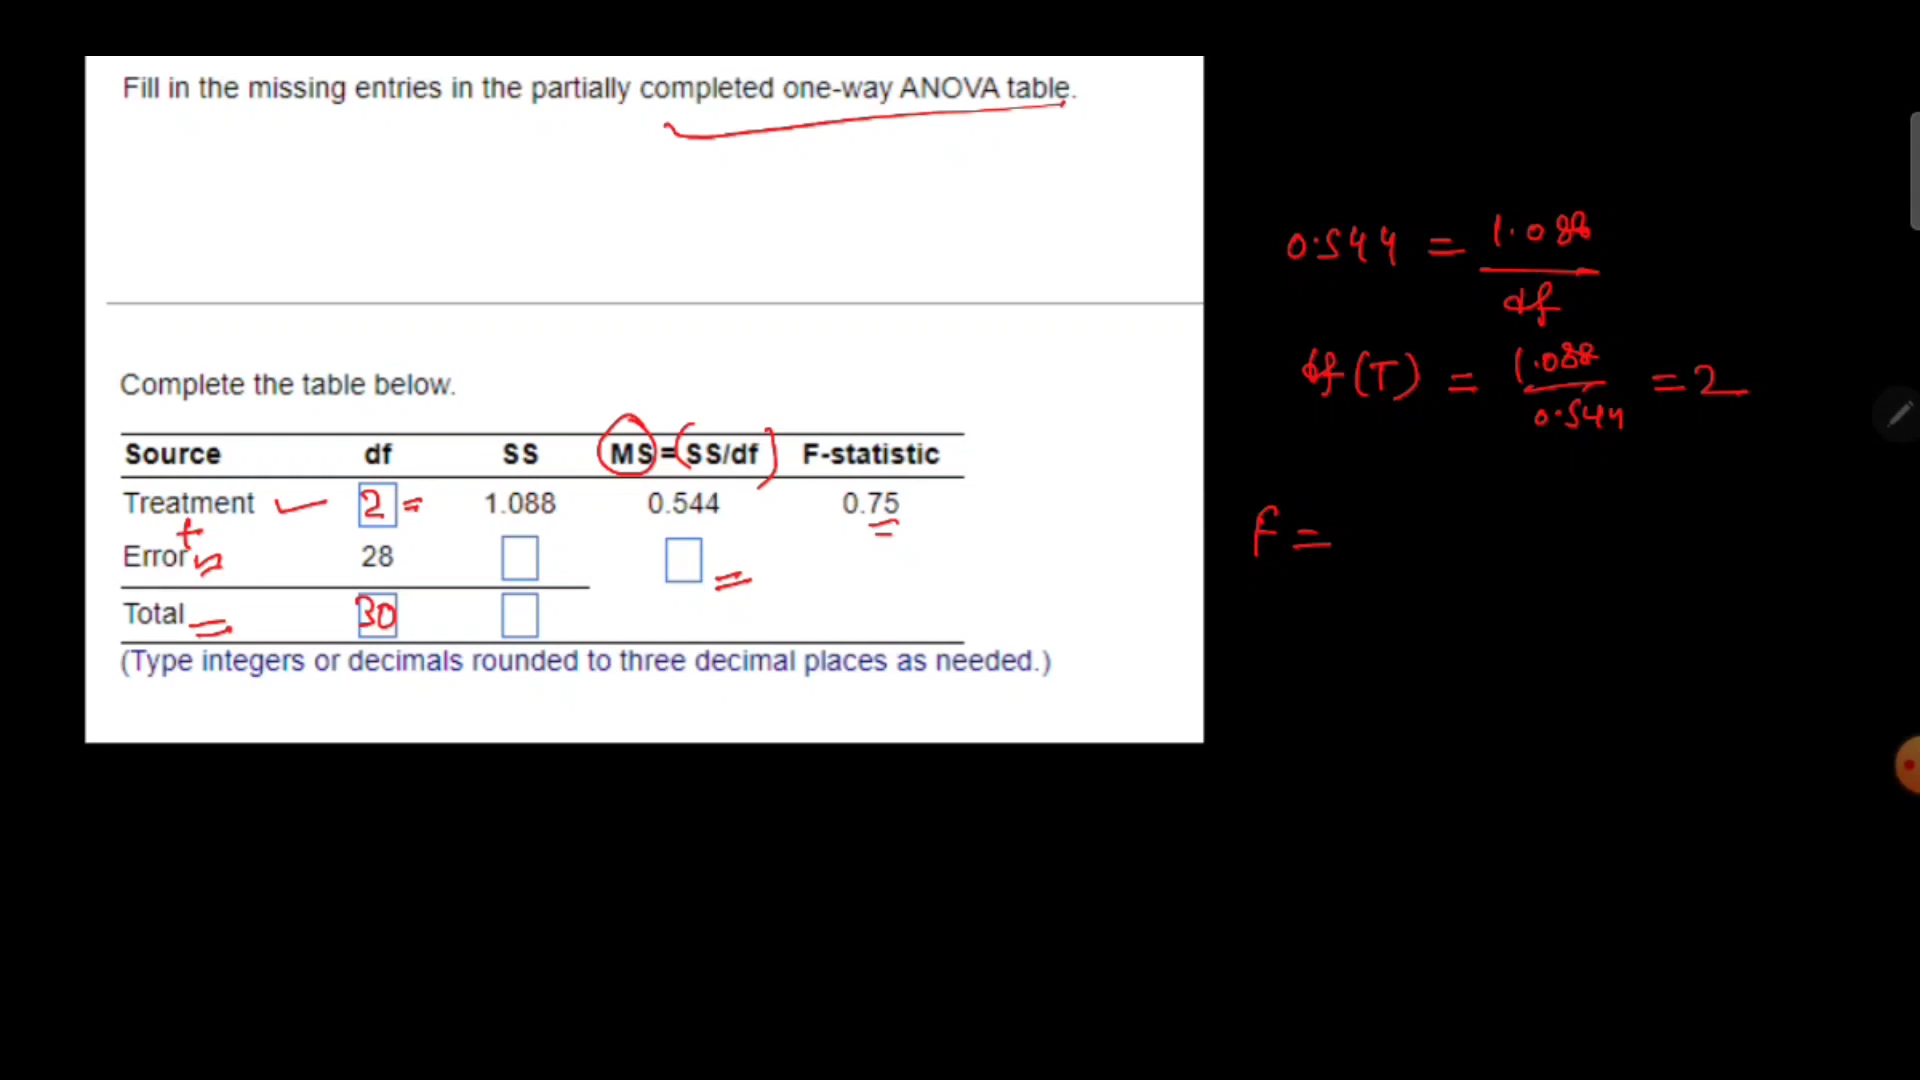 Fill in the missing entries in the partially completed one-way ANOVA table.
0.544 = 1.088
df
df (T) = 1.088 = 2
0.544
Complete the table below.
Source df SS MS = (SS/df) F-statistic
Treatment 2 = 1.088 0.544 0.75
+
F =
Error 28 =
Total = 30
(Type integers or decimals rounded to three decimal places as needed.)